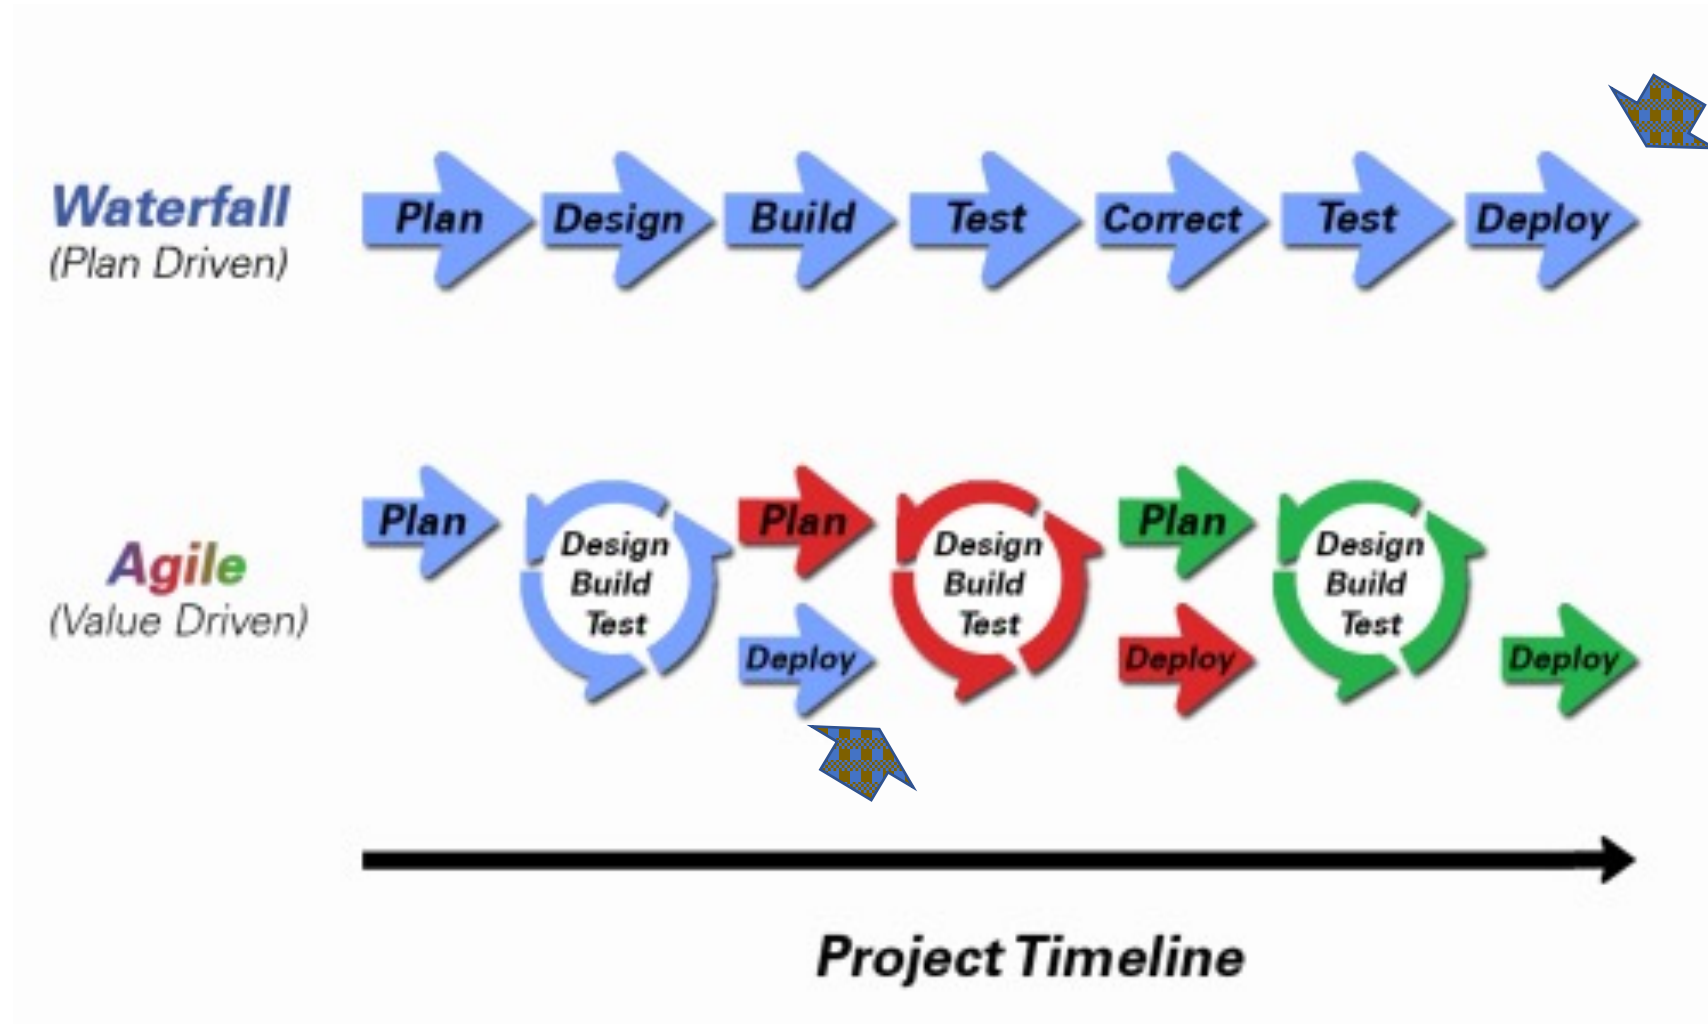 Waterfall
(Plan Driven)
Plan
Design
Build
Test
Correct
Test
Deploy
Agile
(Value Driven)
Plan
Design
Build
Test
Plan
Deploy
Design
Build
Test
Plan
Deploy
Design
Build
Test
Deploy
Project Timeline